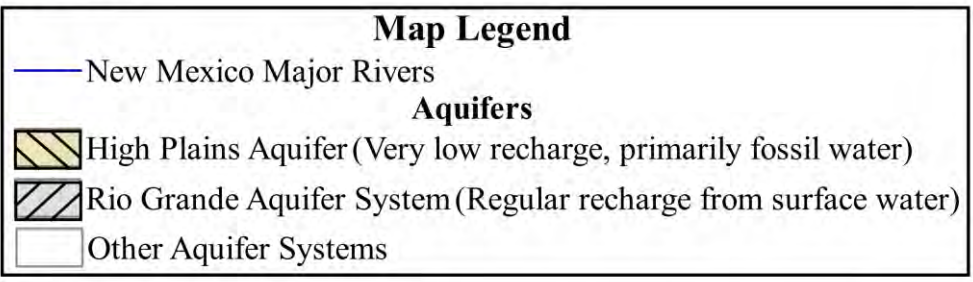 Map Legend
New Mexico Major Rivers
Aquifers
High Plains Aquifer (Very low recharge, primarily fossil water)
Rio Grande Aquifer System (Regular recharge from surface water)
Other Aquifer Systems